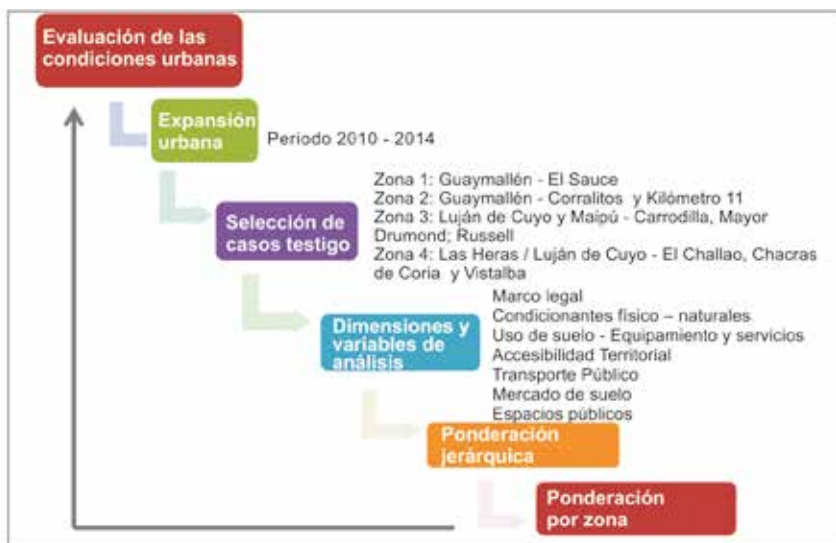 Evaluación de las
condiciones urbanas
Expansión
urbana
Periodo 2010 - 2014
Selección de
casos testigo
Zona 1: Guaymallén - El Sauce
Zona 2: Guaymallén - Corralitos y Kilómetro 11
Zona 3: Luján de Cuyo y Maipú - Carrodilla, Mayor
Drumond; Russell
Zona 4: Las Heras / Luján de Cuyo - El Challao, Chacras
de Coria y Vistalba
Dimensiones y
variables de
análisis
Marco legal
Condicionantes físico – naturales
Uso de suelo - Equipamiento y servicios
Accesibilidad Territorial
Transporte Público
Mercado de suelo
Espacios públicos
Ponderación
jerárquica
Ponderación
por zona